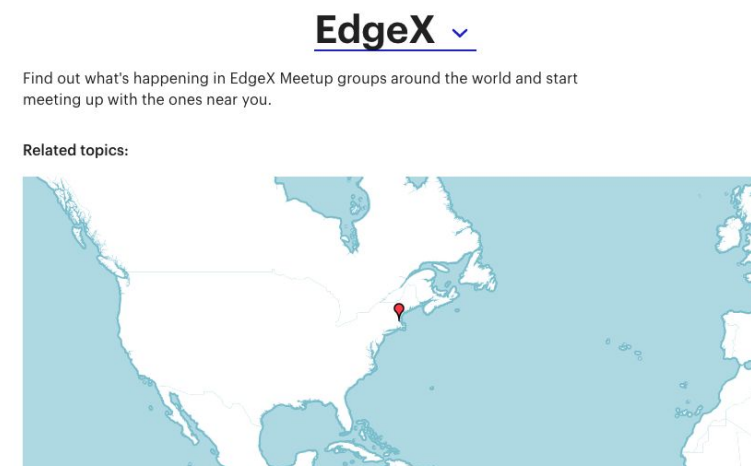 EdgeX
Find out what's happening in EdgeX Meetup groups around the world and start
meeting up with the ones near you.
Related topics: